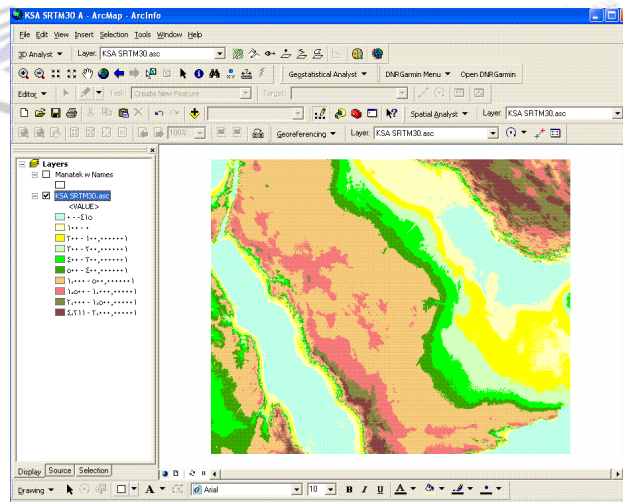 KSA SRTM30 A - ArcMap - ArcInfo
File Edit View Insert Selection Tools Window Help
3D Analyst Layer: KSA SRTM30.asc
Geostatistical Analyst DNRGarmin Menu Open DNRGarmin
Editor Task: Create New Feature Target:
Spatial Analyst Layer: KSA SRTM30.asc
100% Georeferencing Layer: KSA SRTM30.asc
Layers
Manatek w Names
KSA SRTM30.asc
<VALUE>
Display Source Selection
Drawing A Arial 10 B I U A